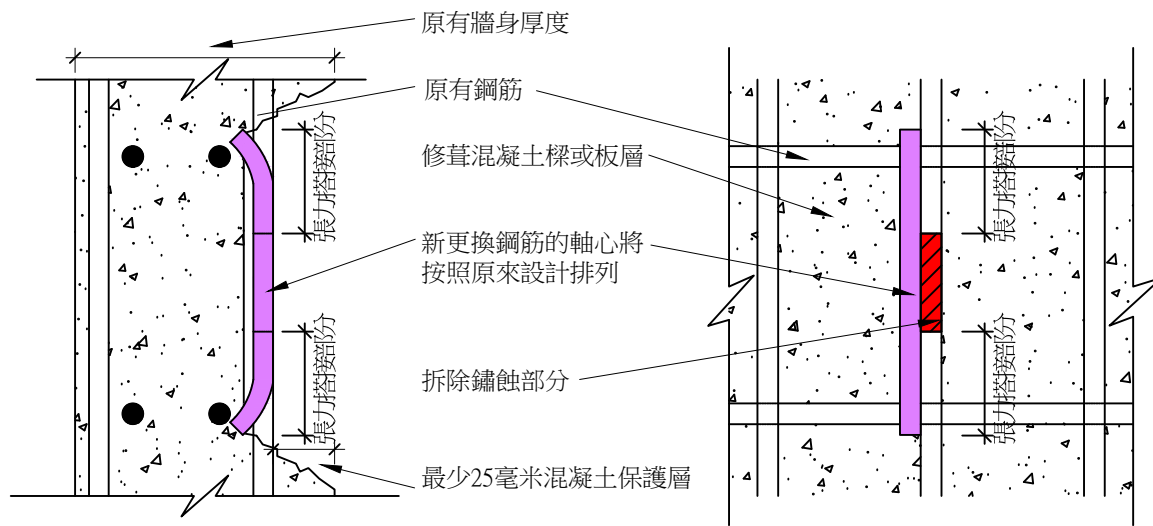 原有牆身厚度
原有鋼筋
修葺混凝土樑或板層
新更換鋼筋的軸心將
按照原來設計排列
拆除鏽蝕部分
最少25毫米混凝土保護層
張力搭接部分
張力搭接部分
張力搭接部分
張力搭接部分